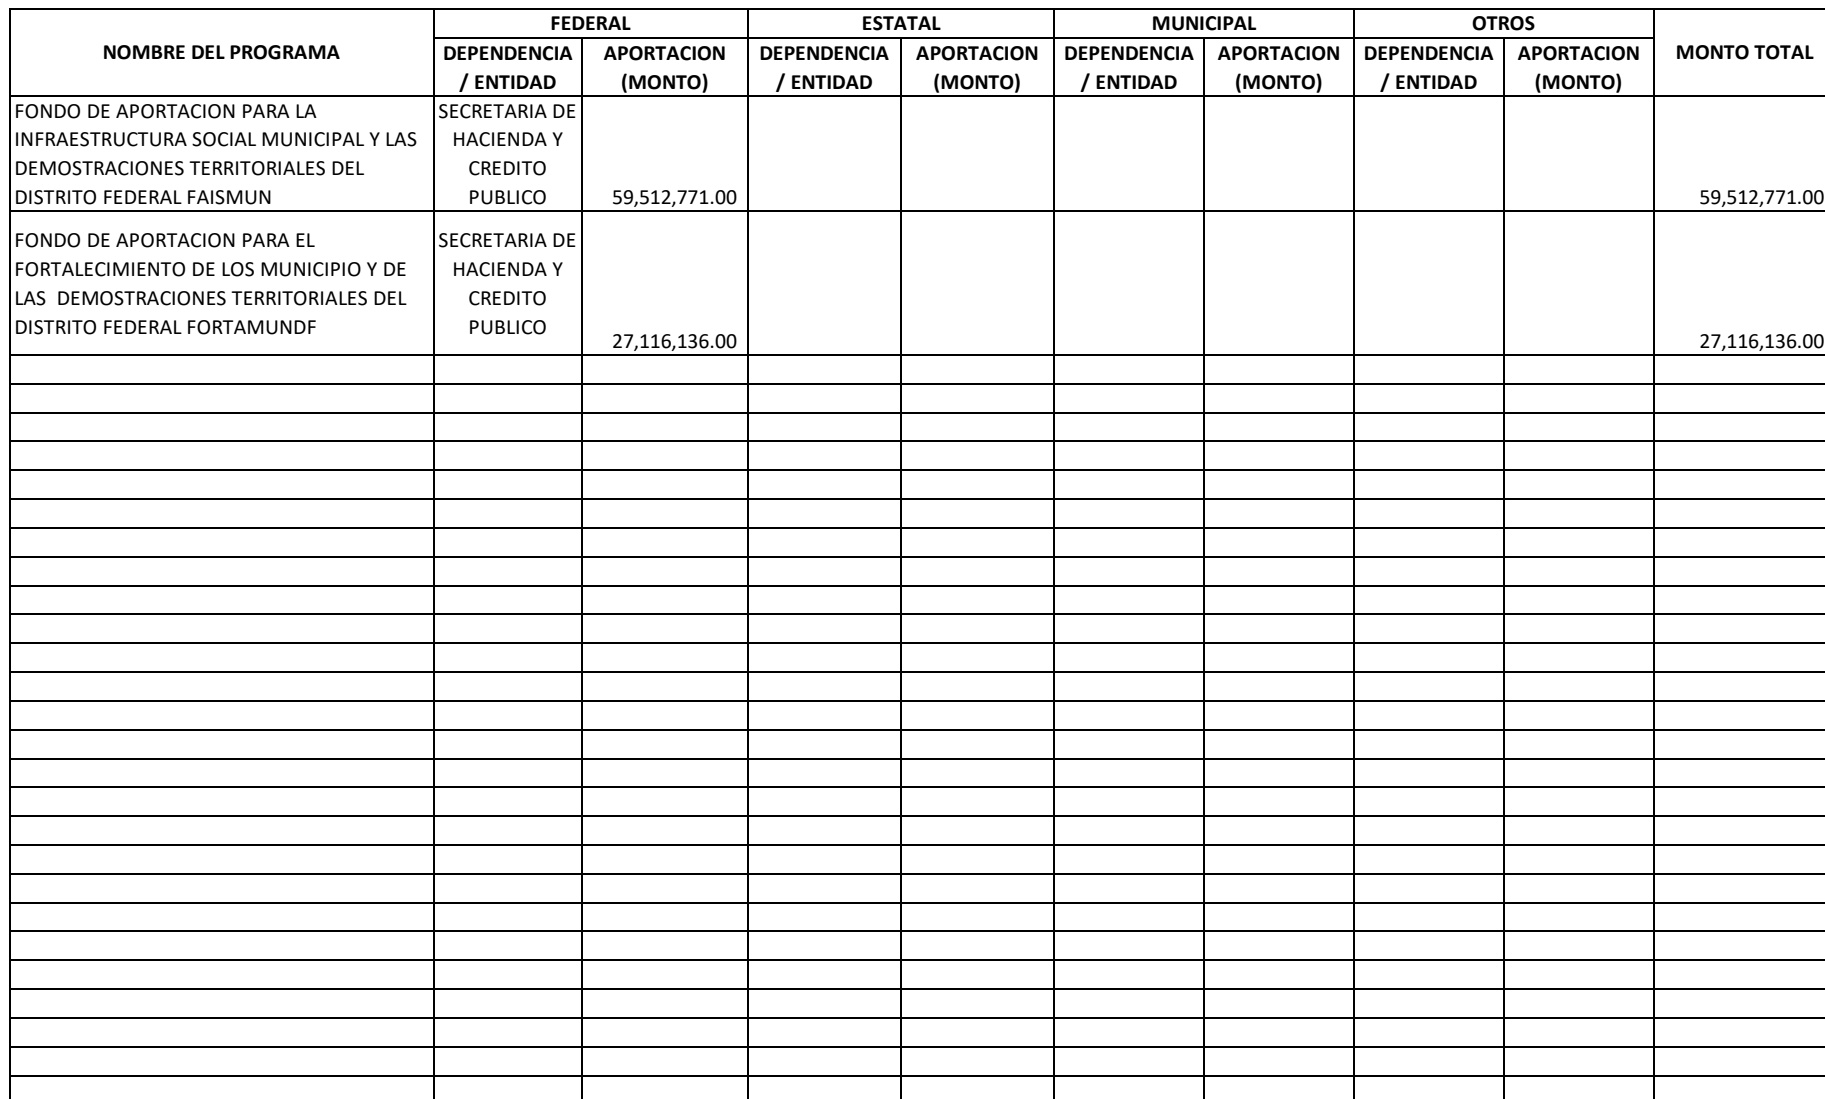 NOMBRE DEL PROGRAMA
FEDERAL
ESTATAL
MUNICIPAL
OTROS
MONTO TOTAL
DEPENDENCIA
/ ENTIDAD
APORTACION
(MONTO)
DEPENDENCIA
/ ENTIDAD
APORTACION
(MONTO)
DEPENDENCIA
/ ENTIDAD
APORTACION
(MONTO)
DEPENDENCIA
/ ENTIDAD
APORTACION
(MONTO)
FONDO DE APORTACION PARA LA
INFRAESTRUCTURA SOCIAL MUNICIPAL Y LAS
DEMOSTRACIONES TERRITORIALES DEL
DISTRITO FEDERAL FAISMUN
SECRETARIA DE
HACIENDA Y
CREDITO
PUBLICO
59,512,771.00
59,512,771.00
FONDO DE APORTACION PARA EL
FORTALECIMIENTO DE LOS MUNICIPIO Y DE
LAS  DEMOSTRACIONES TERRITORIALES DEL
DISTRITO FEDERAL FORTAMUNDF
SECRETARIA DE
HACIENDA Y
CREDITO
PUBLICO
27,116,136.00
27,116,136.00